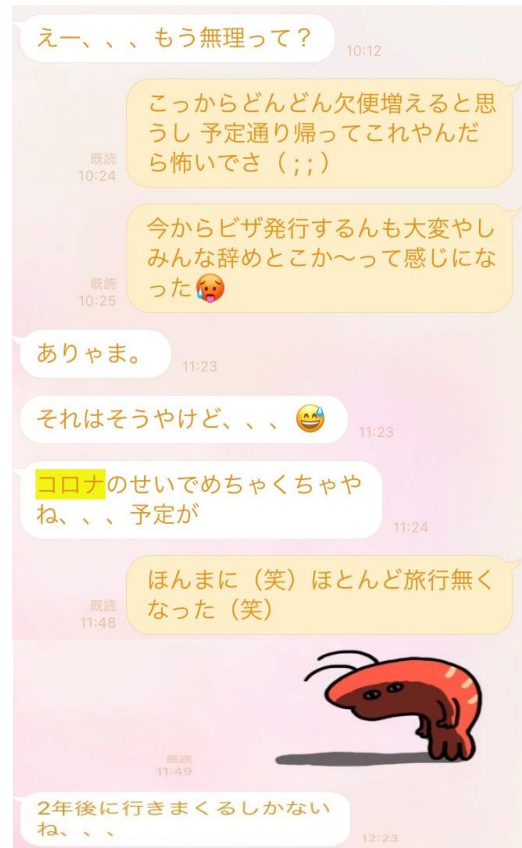 えー、、、もう無理って？
10:12
こっからどんどん欠便増えると思
うし 予定通り帰ってこれやんだ
ら怖いでさ（ ; ; ）
既読
10:24
今からビザ発行するんも大変やし
みんな辞めとこか〜って感じにな
った🥵
既読
10:25
ありゃま。
11:23
それはそうやけど、、、😅
11:23
コロナのせいでめちゃくちゃや
ね、、、予定が
11:24
ほんまに（笑）ほとんど旅行無く
なった（笑）
既読
11:48
既読
11:49
2年後に行きまくるしかない
ね、、、
12:23